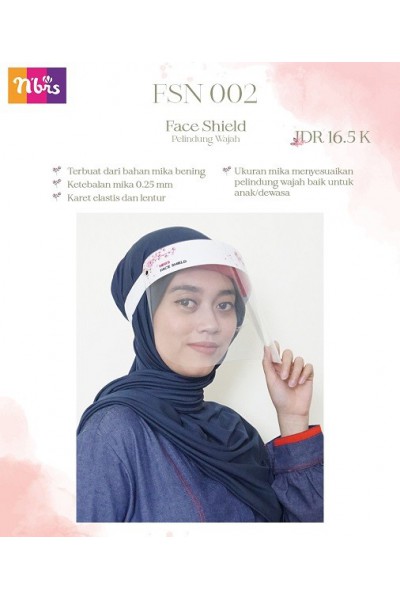 n'brs
FSN 002
Face Shield
Pelindung Wajah
IDR 16.5 K
Terbuat dari bahan mika bening
Ketebalan mika 0.25 mm
Karet elastis dan lentur
Ukuran mika menyesuaikan
pelindung wajah baik untuk
anak/dewasa
FACE SHIELD